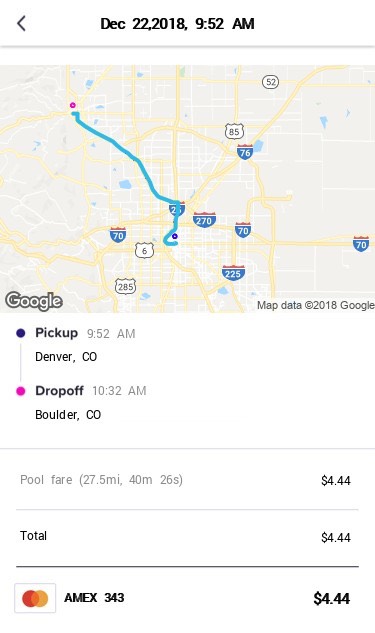 Dec 22,2018, 9:52 AM
52
85
76
25
270
70
70
70
6
225
285
Google
Map data ©2018 Google
Pickup 9:52 AM
Denver, CO
Dropoff 10:32 AM
Boulder, CO
Pool fare (27.5mi, 40m 26s) $4.44
Total $4.44
AMEX 343 $4.44